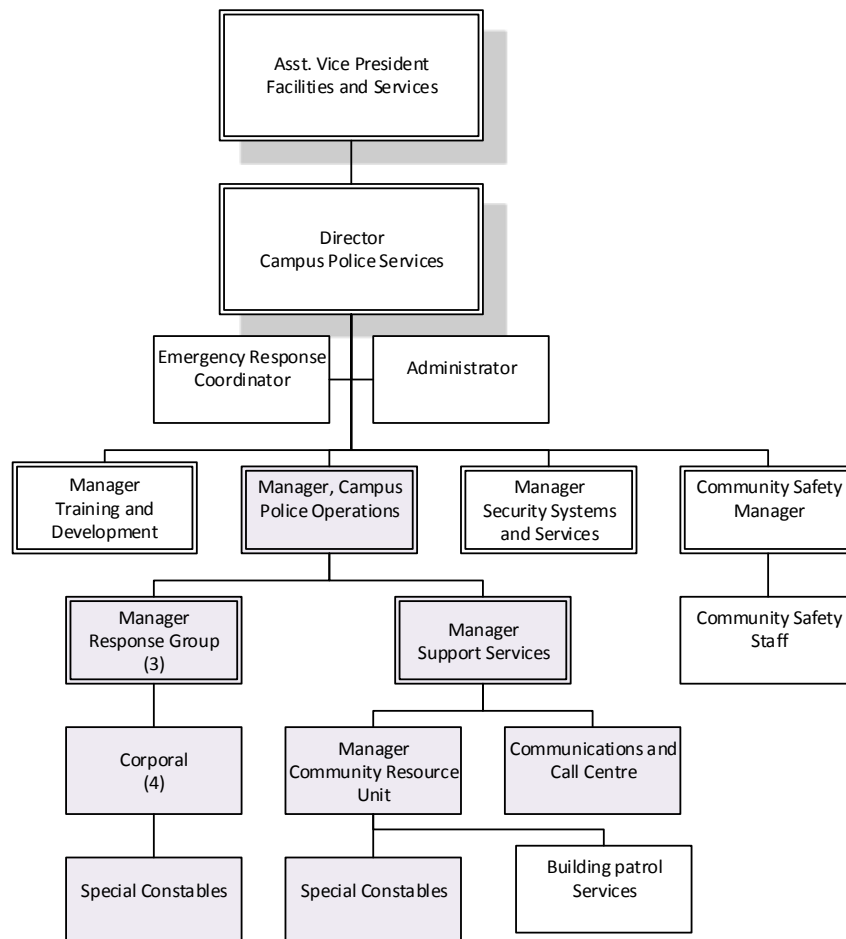 Asst. Vice President
Facilities and Services
Director
Campus Police Services
Emergency Response
Coordinator
Administrator
Manager
Training and
Development
Manager, Campus
Police Operations
Manager
Security Systems
and Services
Community Safety
Manager
Manager
Response Group
(3)
Manager
Support Services
Community Safety
Staff
Corporal
(4)
Manager
Community Resource
Unit
Communications and
Call Centre
Special Constables
Special Constables
Building patrol
Services